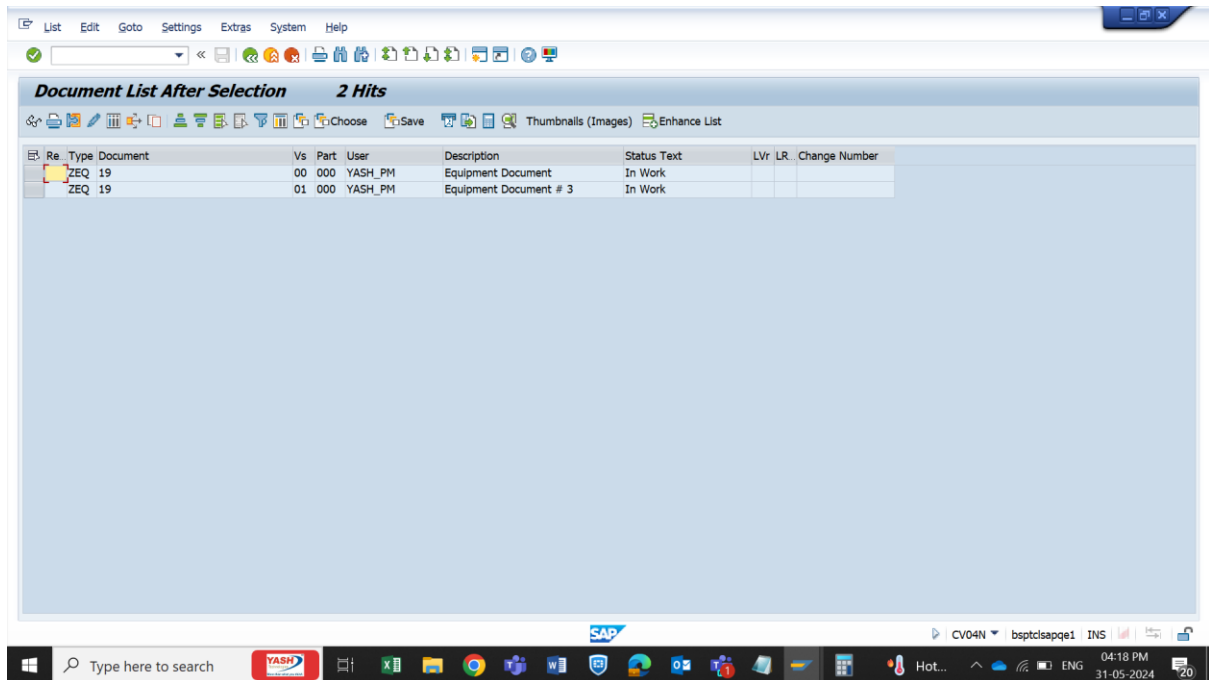 List Edit Goto Settings Extras System Help
Document List After Selection 2 Hits
Choose Save Thumbnails (Images) Enhance List
Re... Type Document Vs Part User Description Status Text LVr LR... Change Number
ZEQ 19 00 000 YASH_PM Equipment Document In Work
ZEQ 19 01 000 YASH_PM Equipment Document # 3 In Work
SAP CV04N bsptclsapqe1 INS
Type here to search YASH Hot... ENG 04:18 PM
31-05-2024 20